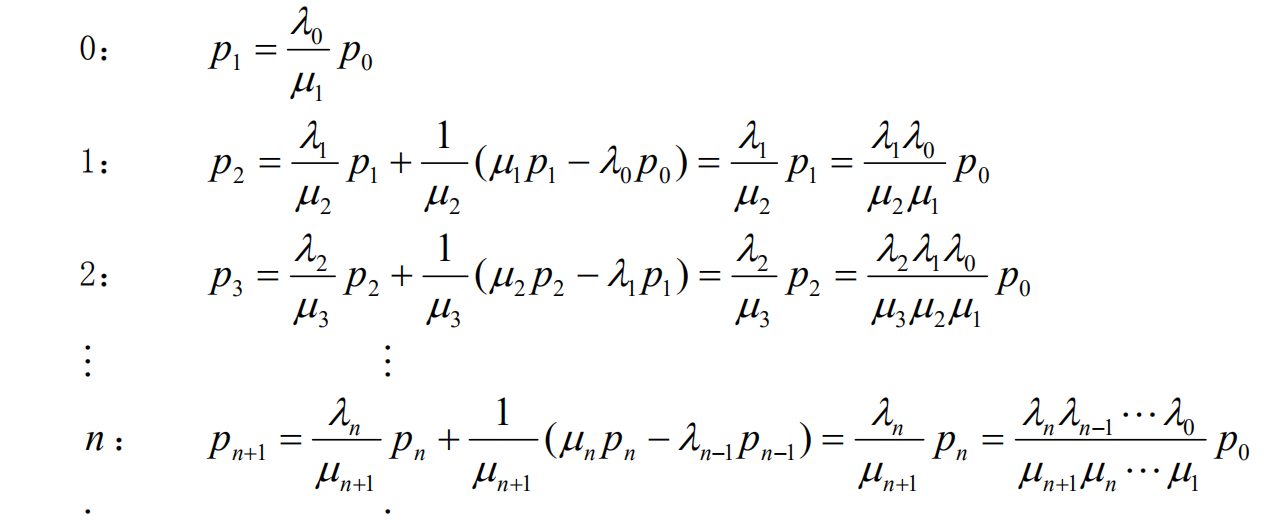 0： p₁ = λ₀/μ₁ p₀
1： p₂ = λ₁/μ₂ p₁ + 1/μ₂ (μ₁p₁ − λ₀p₀) = λ₁/μ₂ p₁ = λ₁λ₀/μ₂μ₁ p₀
2： p₃ = λ₂/μ₃ p₂ + 1/μ₃ (μ₂p₂ − λ₁p₁) = λ₂/μ₃ p₂ = λ₂λ₁λ₀/μ₃μ₂μ₁ p₀
⋮ ⋮
n： pₙ₊₁ = λₙ/μₙ₊₁ pₙ + 1/μₙ₊₁ (μₙpₙ − λₙ₋₁pₙ₋₁) = λₙ/μₙ₊₁ pₙ = λₙλₙ₋₁⋯λ₀/μₙ₊₁μₙ⋯μ₁ p₀
. .